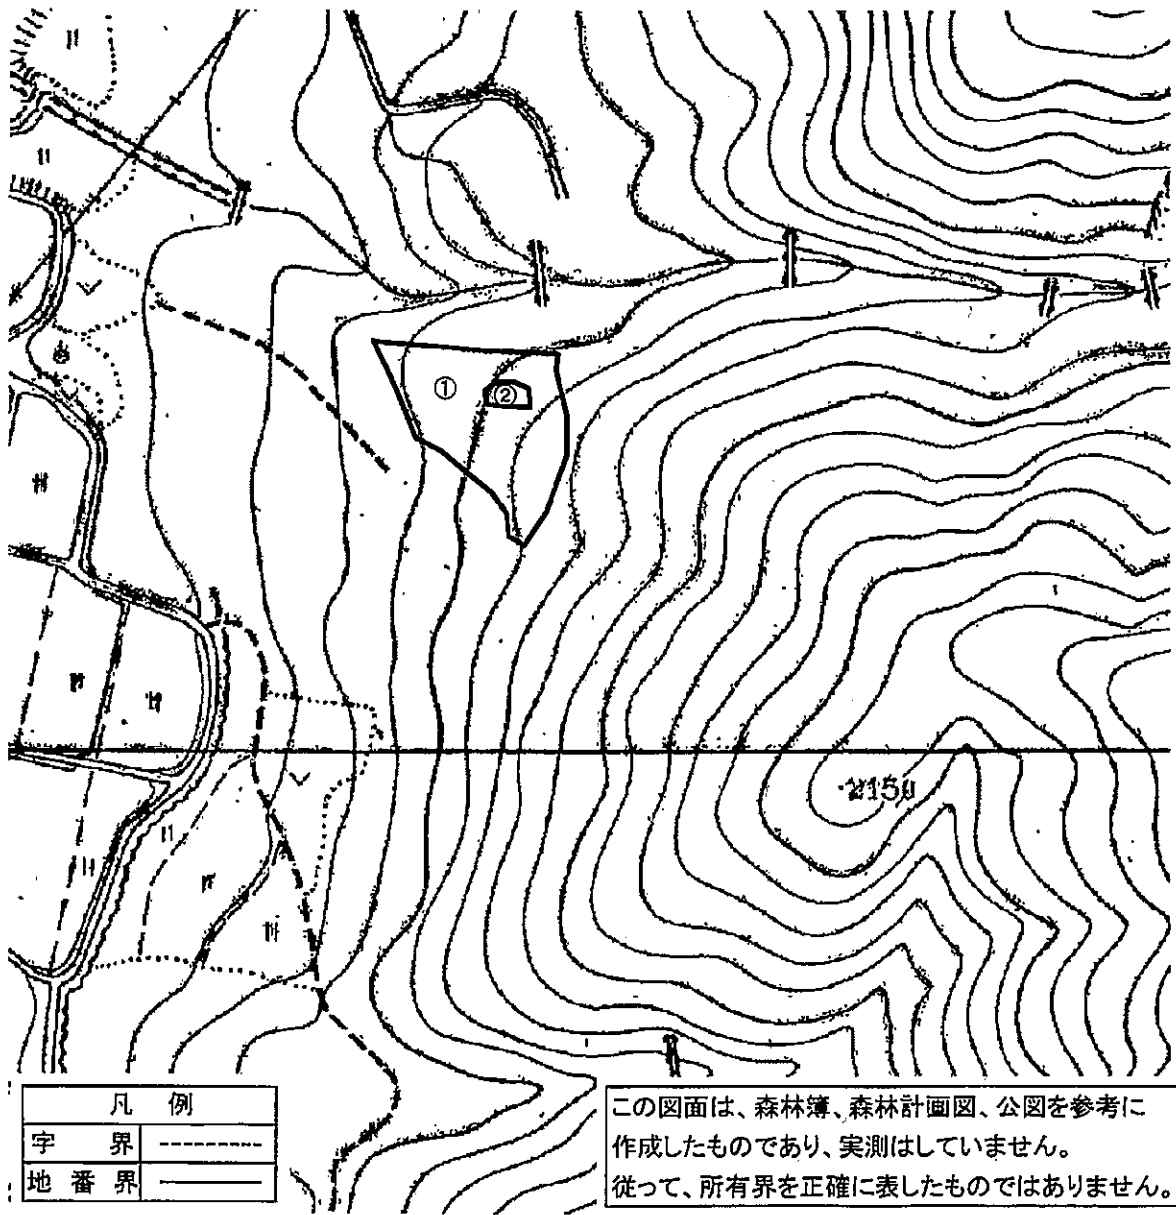 ①
②
凡 例
字 界
地 番 界
この図面は、森林簿、森林計画図、公図を参考に
作成したものであり、実測はしていません。
従って、所有界を正確に表したものではありません。